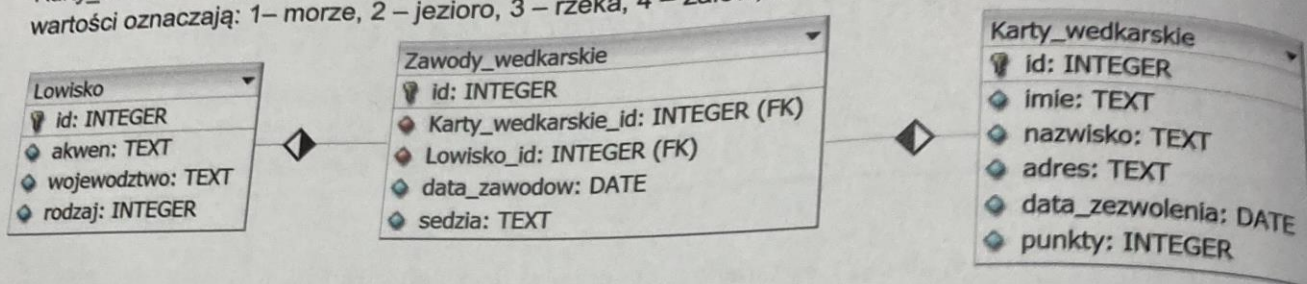 wartości oznaczają: 1– morze, 2 – jezioro, 3 – rzeka, 4 –
Lowisko
id: INTEGER
akwen: TEXT
wojewodztwo: TEXT
rodzaj: INTEGER
Zawody_wedkarskie
id: INTEGER
Karty_wedkarskie_id: INTEGER (FK)
Lowisko_id: INTEGER (FK)
data_zawodow: DATE
sedzia: TEXT
Karty_wedkarskie
id: INTEGER
imie: TEXT
nazwisko: TEXT
adres: TEXT
data_zezwolenia: DATE
punkty: INTEGER